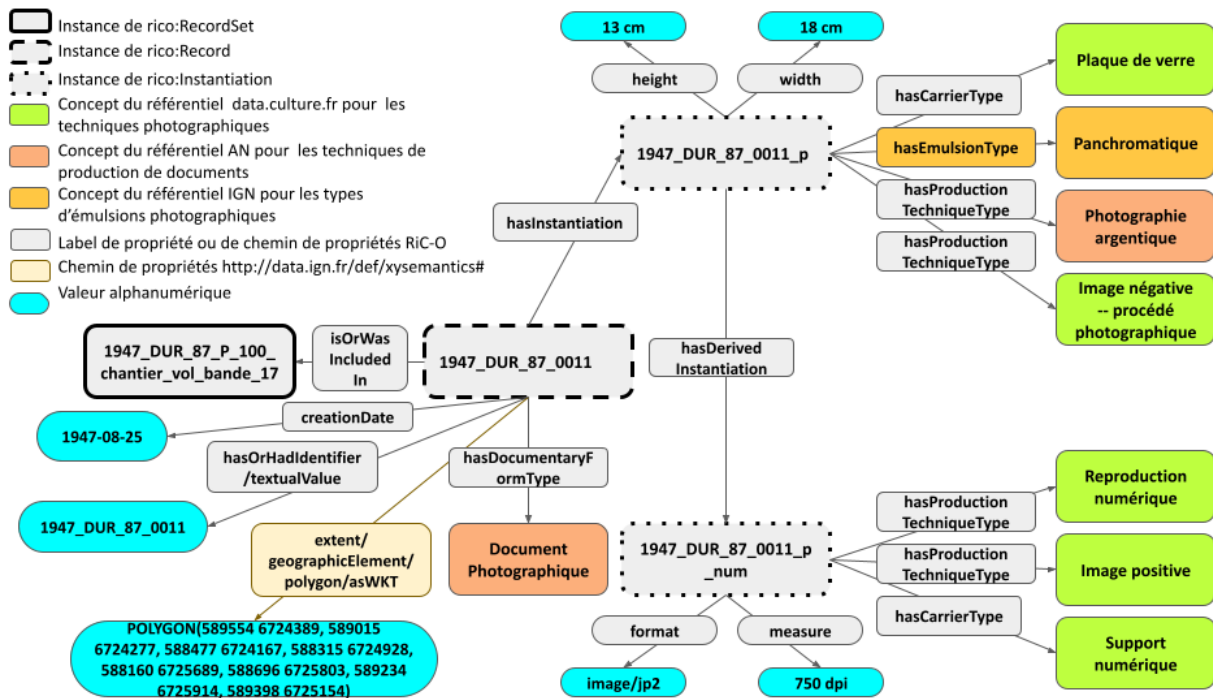 Instance de rico:RecordSet
Instance de rico:Record
Instance de rico:Instantiation
Concept du référentiel data.culture.fr pour les
techniques photographiques
Concept du référentiel AN pour les techniques de
production de documents
Concept du référentiel IGN pour les types
d'émulsions photographiques
Label de propriété ou de chemin de propriétés RiC-O
Chemin de propriétés http://data.ign.fr/def/xysemantics#
Valeur alphanumérique
13 cm
18 cm
height
width
1947_DUR_87_0011_p
hasCarrierType
Plaque de verre
hasEmulsionType
Panchromatique
hasProduction
TechniqueType
Photographie
argentique
hasProduction
TechniqueType
Image négative
-- procédé
photographique
hasInstantiation
hasDerived
Instantiation
1947_DUR_87_P_100_
chantier_vol_bande_17
isOrWas
Included
In
1947_DUR_87_0011
creationDate
1947-08-25
hasOrHadIdentifier
/textualValue
1947_DUR_87_0011
hasDocumentaryF
ormType
Document
Photographique
extent/
geographicElement/
polygon/asWKT
POLYGON(589554 6724389, 589015
6724277, 588477 6724167, 588315 6724928,
588160 6725689, 588696 6725803, 589234
6725914, 589398 6725154)
1947_DUR_87_0011_p
_num
hasProduction
TechniqueType
Reproduction
numérique
hasProduction
TechniqueType
Image positive
hasCarrierType
Support
numérique
format
measure
image/jp2
750 dpi